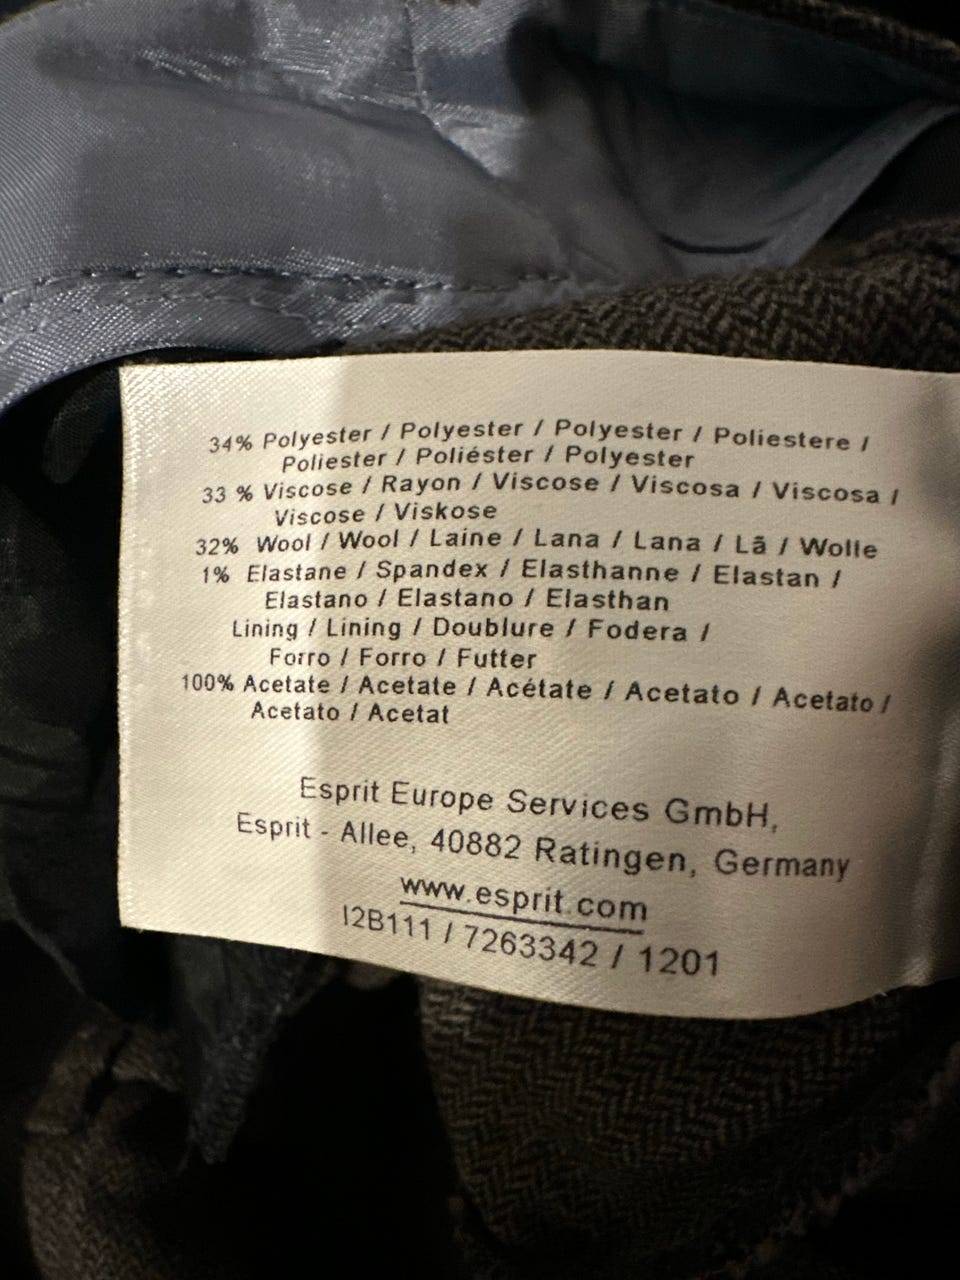 34% Polyester / Polyester / Polyester / Poliestere /
Poliester / Poliéster / Polyester
33 % Viscose / Rayon / Viscose / Viscosa / Viscosa /
Viscose / Viskose
32% Wool / Wool / Laine / Lana / Lana / Lã / Wolle
1% Elastane / Spandex / Elasthanne / Elastan /
Elastano / Elastano / Elasthan
Lining / Lining / Doublure / Fodera /
Forro / Forro / Futter
100% Acetate / Acetate / Acétate / Acetato / Acetato /
Acetato / Acetat
Esprit Europe Services GmbH,
Esprit - Allee, 40882 Ratingen, Germany
www.esprit.com
I2B111 / 7263342 / 1201